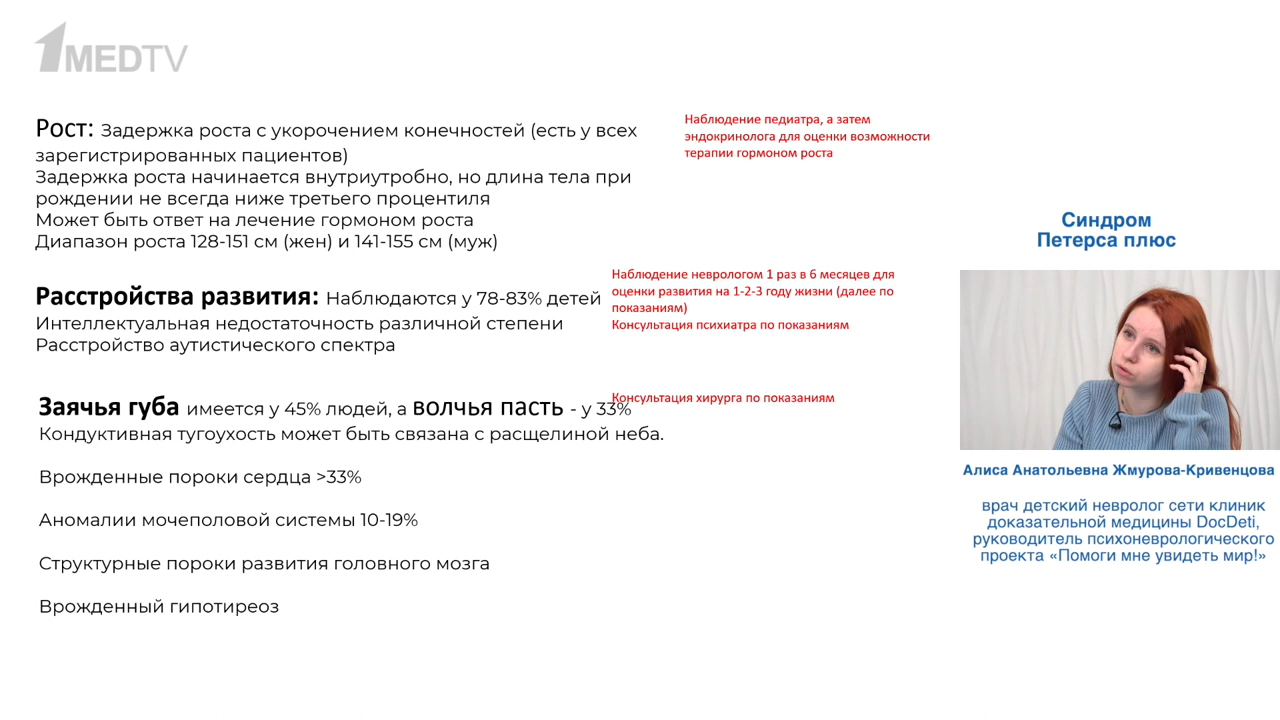 1MEDTV
Рост: Задержка роста с укорочением конечностей (есть у всех
зарегистрированных пациентов)
Задержка роста начинается внутриутробно, но длина тела при
рождении не всегда ниже третьего процентиля
Может быть ответ на лечение гормоном роста
Диапазон роста 128-151 см (жен) и 141-155 см (муж)
Наблюдение педиатра, а затем
эндокринолога для оценки возможности
терапии гормоном роста
Расстройства развития: Наблюдаются у 78-83% детей
Интеллектуальная недостаточность различной степени
Расстройство аутистического спектра
Наблюдение неврологом 1 раз в 6 месяцев для
оценки развития на 1-2-3 году жизни (далее по
показаниям)
Консультация психиатра по показаниям
Заячья губа имеется у 45% людей, а волчья пасть - у 33%
Консультация хирурга по показаниям
Кондуктивная тугоухость может быть связана с расщелиной неба.
Врожденные пороки сердца >33%
Аномалии мочеполовой системы 10-19%
Структурные пороки развития головного мозга
Врожденный гипотиреоз
Синдром
Петерса плюс
Алиса Анатольевна Жмурова-Кривенцова
врач детский невролог сети клиник
доказательной медицины DocDeti,
руководитель психоневрологического
проекта «Помоги мне увидеть мир!»